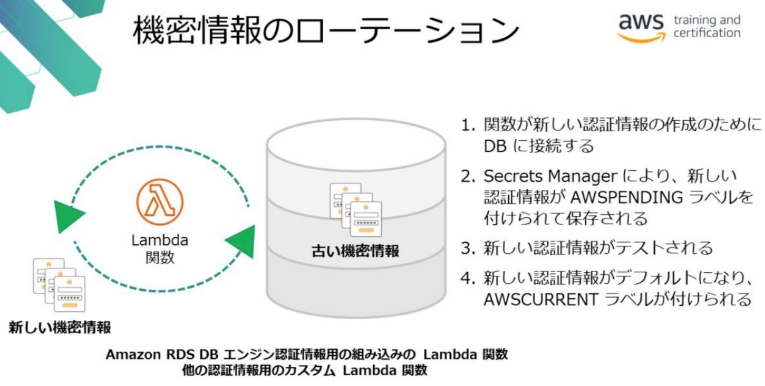 機密情報のローテーション
aws training and
certification
1. 関数が新しい認証情報の作成のために
DB に接続する
2. Secrets Manager により、新しい
認証情報が AWSPENDING ラベルを
付けられて保存される
3. 新しい認証情報がテストされる
4. 新しい認証情報がデフォルトになり、
AWSCURRENT ラベルが付けられる
Lambda
関数
古い機密情報
新しい機密情報
Amazon RDS DB エンジン認証情報用の組み込みの Lambda 関数
他の認証情報用のカスタム Lambda 関数